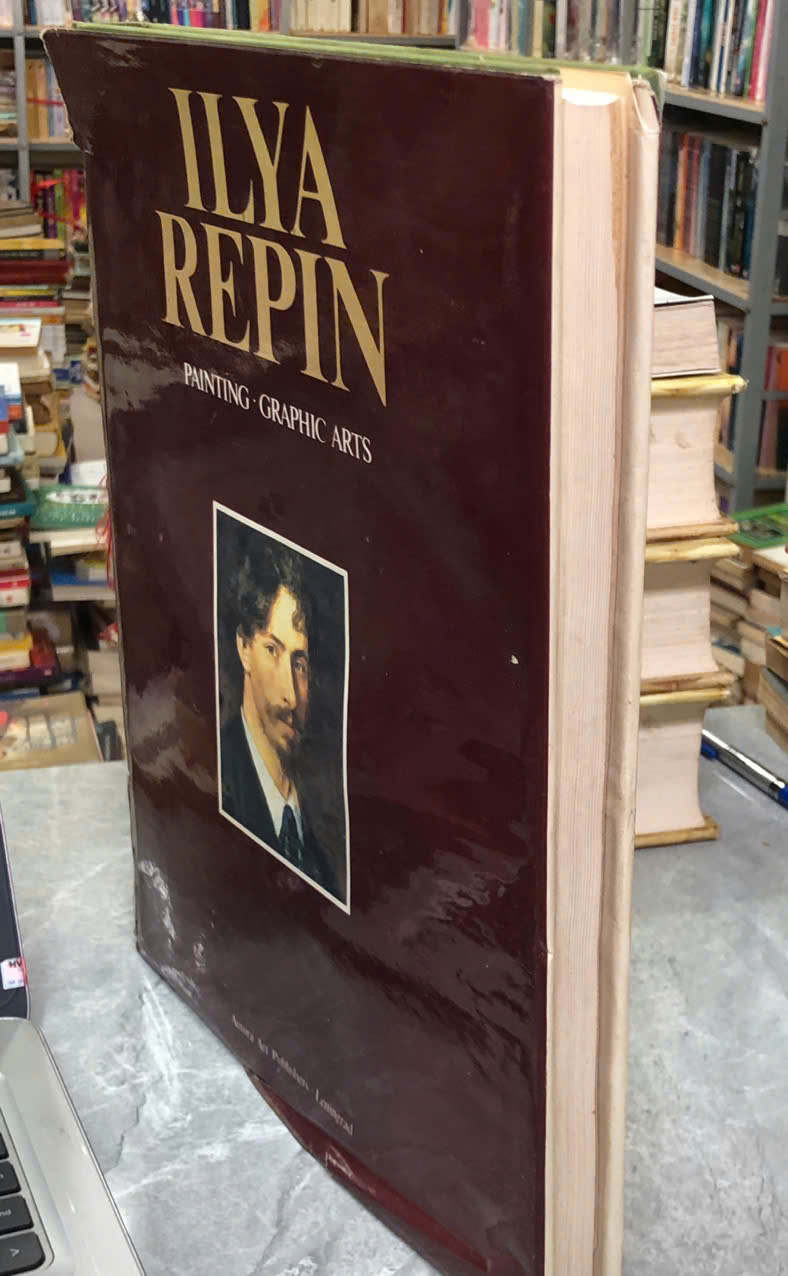 ILYA
REPIN
PAINTING · GRAPHIC ARTS
Aurora Art Publishers · Leningrad